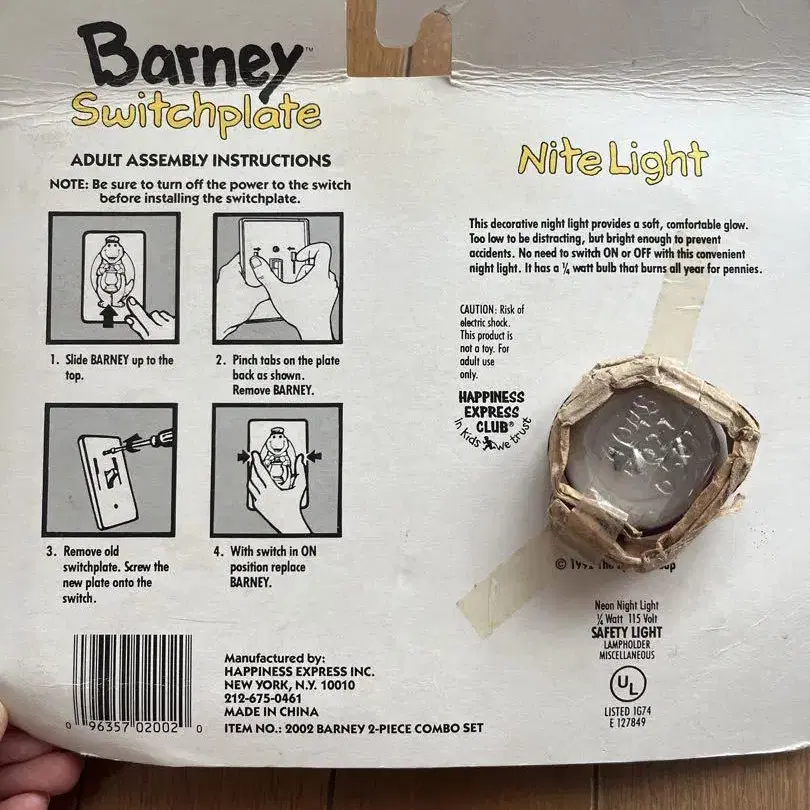 Barney™
Switchplate
ADULT ASSEMBLY INSTRUCTIONS
NOTE: Be sure to turn off the power to the switch
before installing the switchplate.
1. Slide BARNEY up to the
top.
2. Pinch tabs on the plate
back as shown.
Remove BARNEY.
3. Remove old
switchplate. Screw the
new plate onto the
switch.
4. With switch in ON
position replace
BARNEY.
0 96357 02002 0
Manufactured by:
HAPPINESS EXPRESS INC.
NEW YORK, N.Y. 10010
212-675-0461
MADE IN CHINA
ITEM NO.: 2002 BARNEY 2-PIECE COMBO SET
Nite Light
This decorative night light provides a soft, comfortable glow.
Too low to be distracting, but bright enough to prevent
accidents. No need to switch ON or OFF with this convenient
night light. It has a ¼ watt bulb that burns all year for pennies.
CAUTION: Risk of
electric shock.
This product is
not a toy. For
adult use
only.
HAPPINESS
EXPRESS
CLUB®
in kids we trust
©
Neon Night Light
¼ Watt 115 Volt
SAFETY LIGHT
LAMPHOLDER
MISCELLANEOUS
UL
LISTED 1G74
E 127849